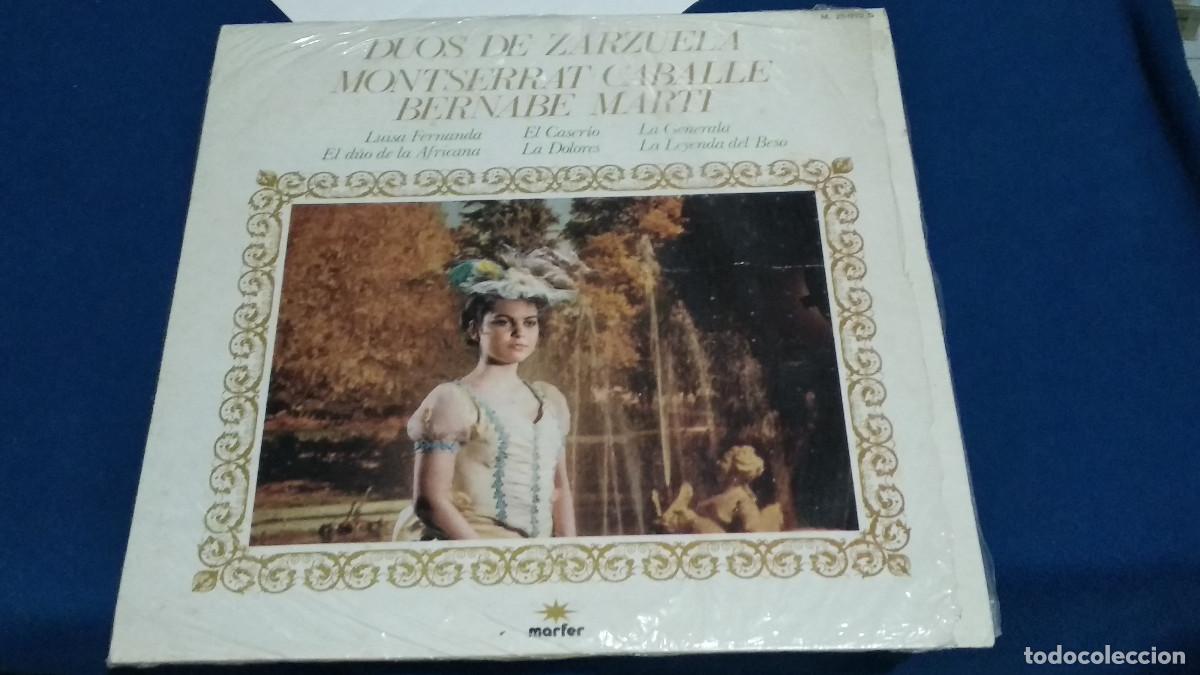 DUOS DE ZARZUELA
MONTSERRAT CABALLE
BERNABE MARTI
Luisa Fernanda El Caserío La Generala
El dúo de la Africana La Dolores La Leyenda del Beso
marfer
todocoleccion